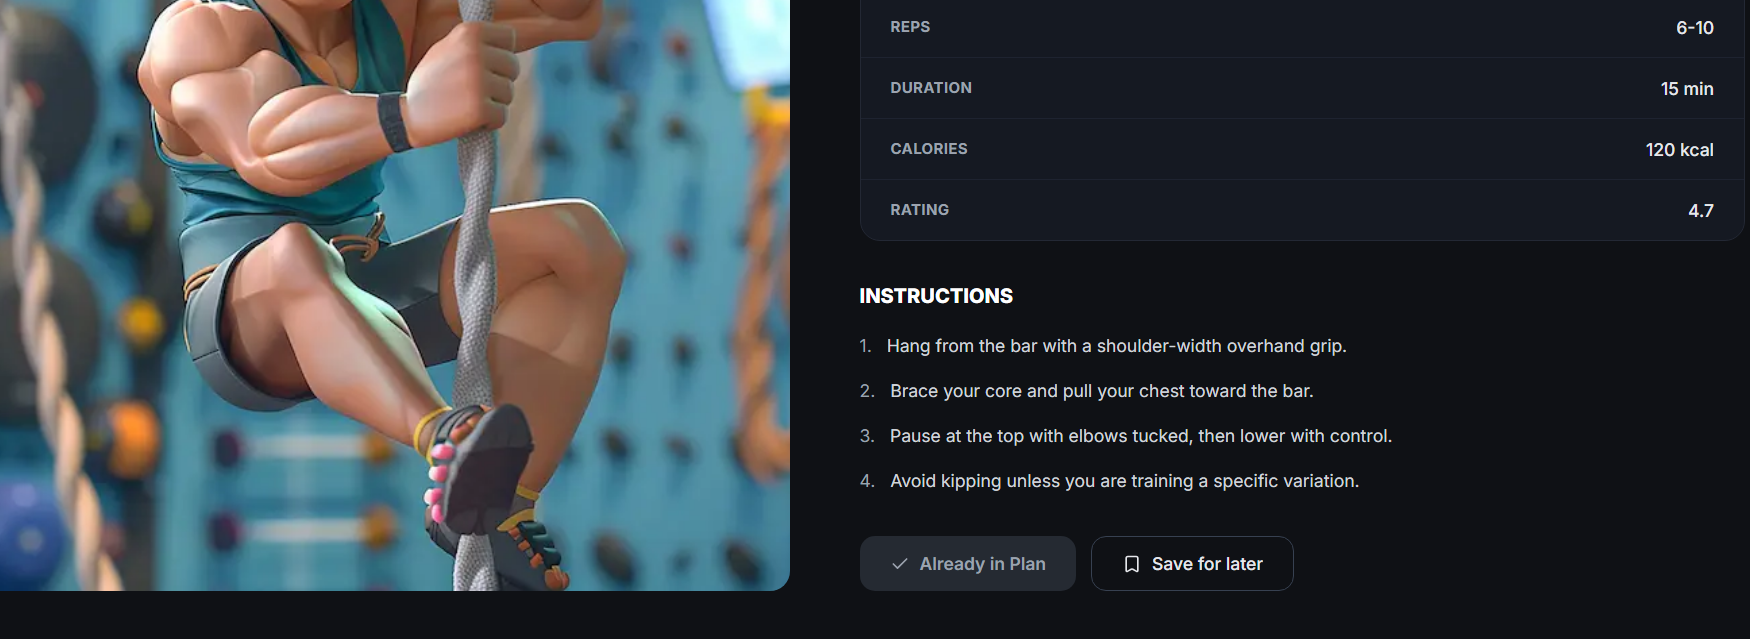 REPS 6-10
DURATION 15 min
CALORIES 120 kcal
RATING 4.7
INSTRUCTIONS
1. Hang from the bar with a shoulder-width overhand grip.
2. Brace your core and pull your chest toward the bar.
3. Pause at the top with elbows tucked, then lower with control.
4. Avoid kipping unless you are training a specific variation.
Already in Plan Save for later